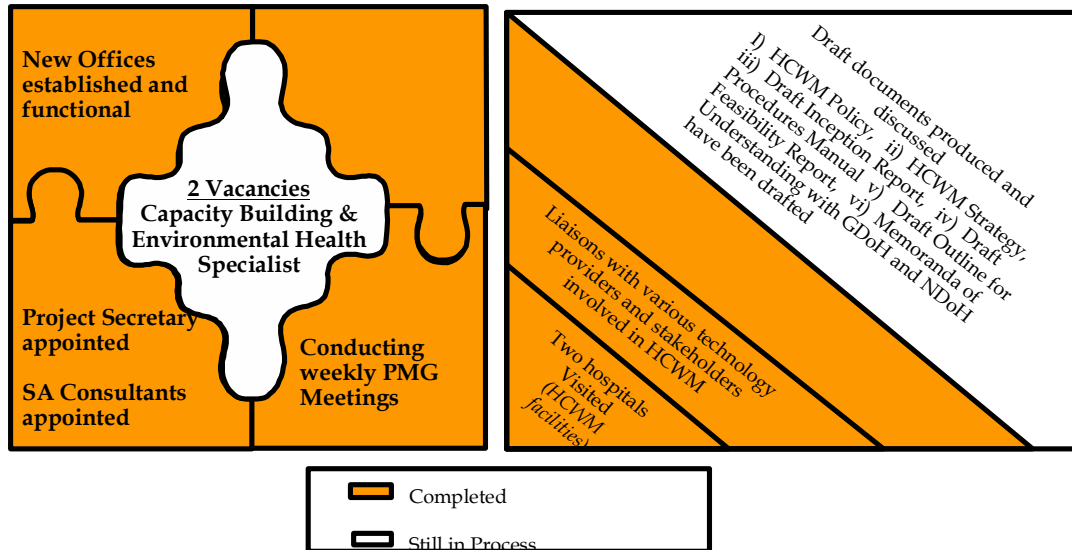 New Offices
established and
functional
2 Vacancies
Capacity Building &
Environmental Health
Specialist
Project Secretary
appointed
SA Consultants
appointed
Conducting
weekly PMG
Meetings
Draft documents produced and
discussed
I) HCWM Policy, ii) HCWM Strategy,
iii) Draft Inception Report, iv) Draft
Procedures Manual v) Draft Outline for
Feasibility Report, vi) Memoranda of
Understanding with GDoH and NDoH
have been drafted
Liaisons with various technology
providers and stakeholders
involved in HCWM
Two hospitals
Visited
(HCWM
facilities)
Completed
Still in Process